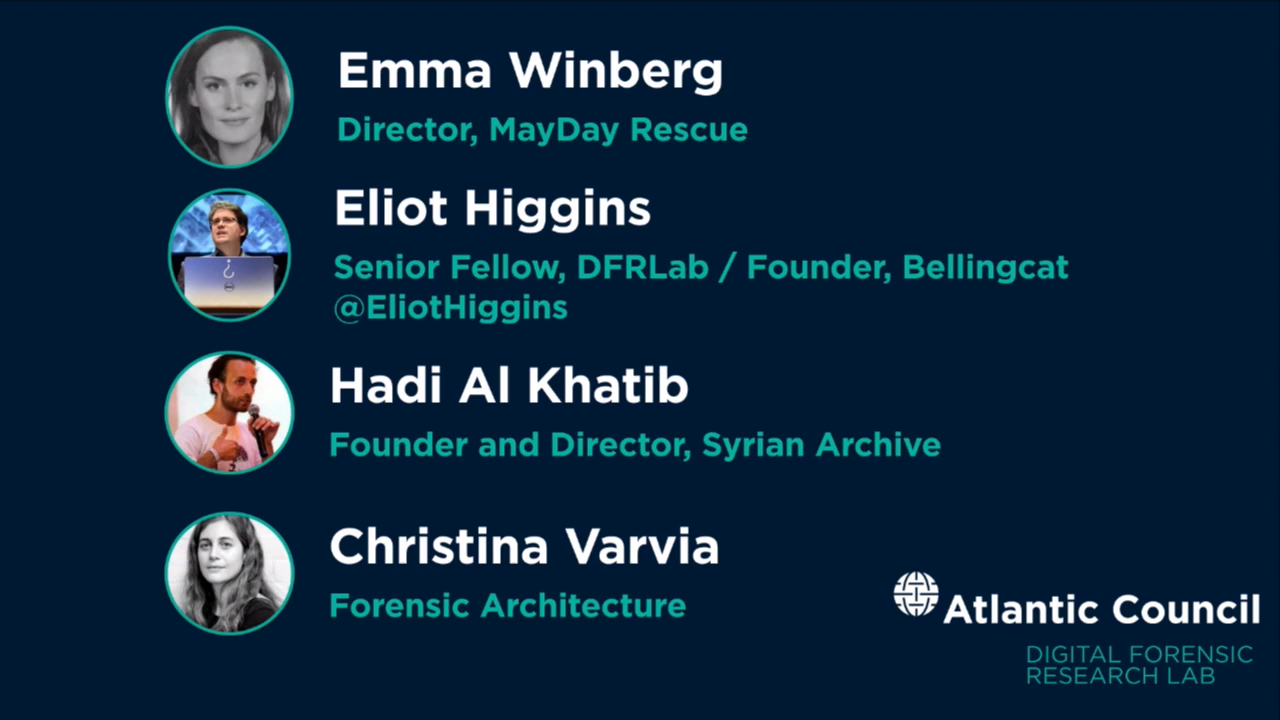 Emma Winberg
Director, MayDay Rescue
Eliot Higgins
Senior Fellow, DFRLab / Founder, Bellingcat
@EliotHiggins
Hadi Al Khatib
Founder and Director, Syrian Archive
Christina Varvia
Forensic Architecture
Atlantic Council
DIGITAL FORENSIC
RESEARCH LAB